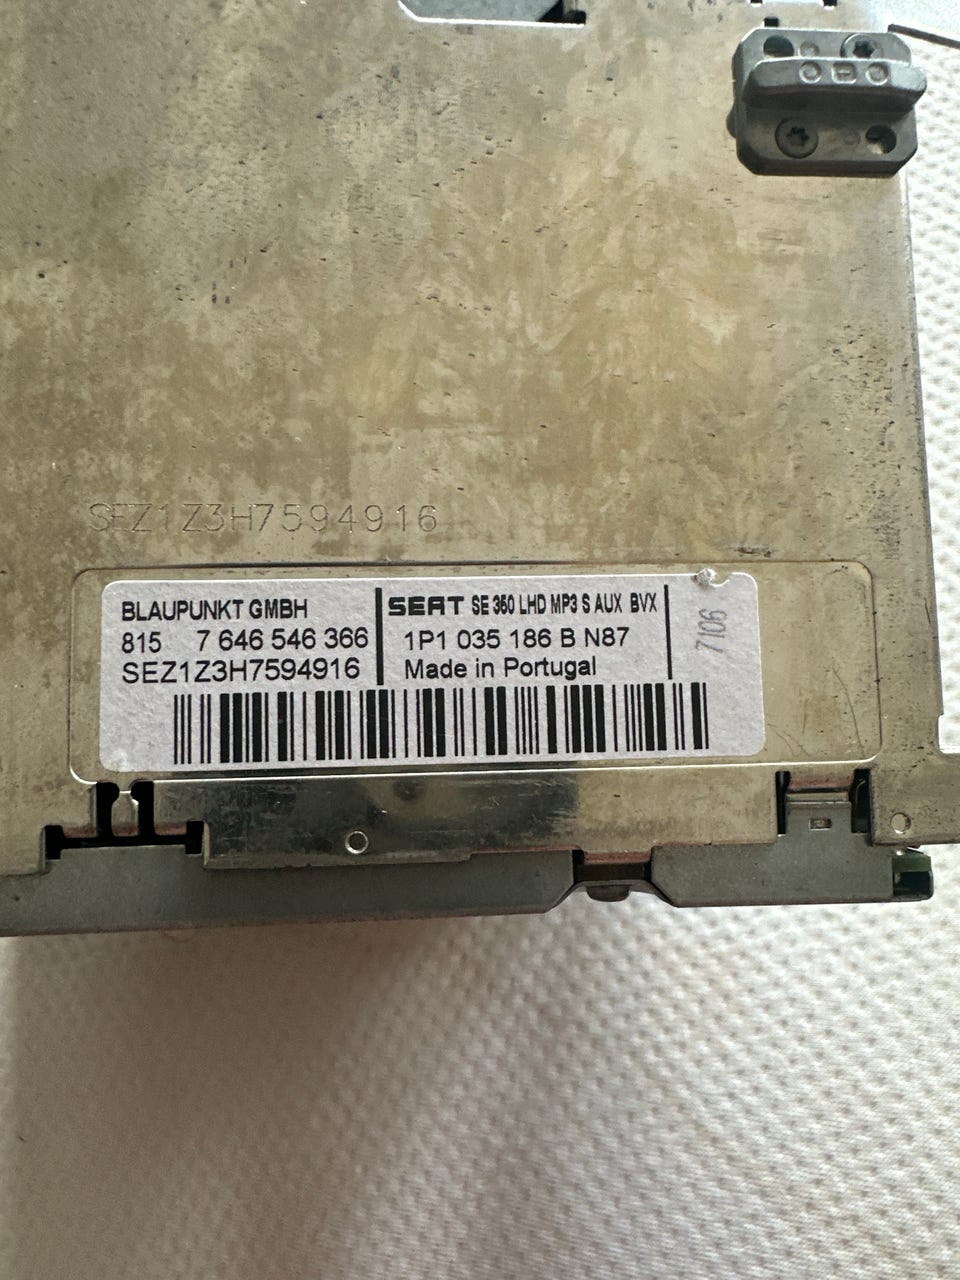 SEZ1Z3H7594916
BLAUPUNKT GMBH
815 7 646 546 366
SEZ1Z3H7594916
SEAT SE 360 LHD MP3 S AUX BVX
1P1 035 186 B N87
Made in Portugal
7106